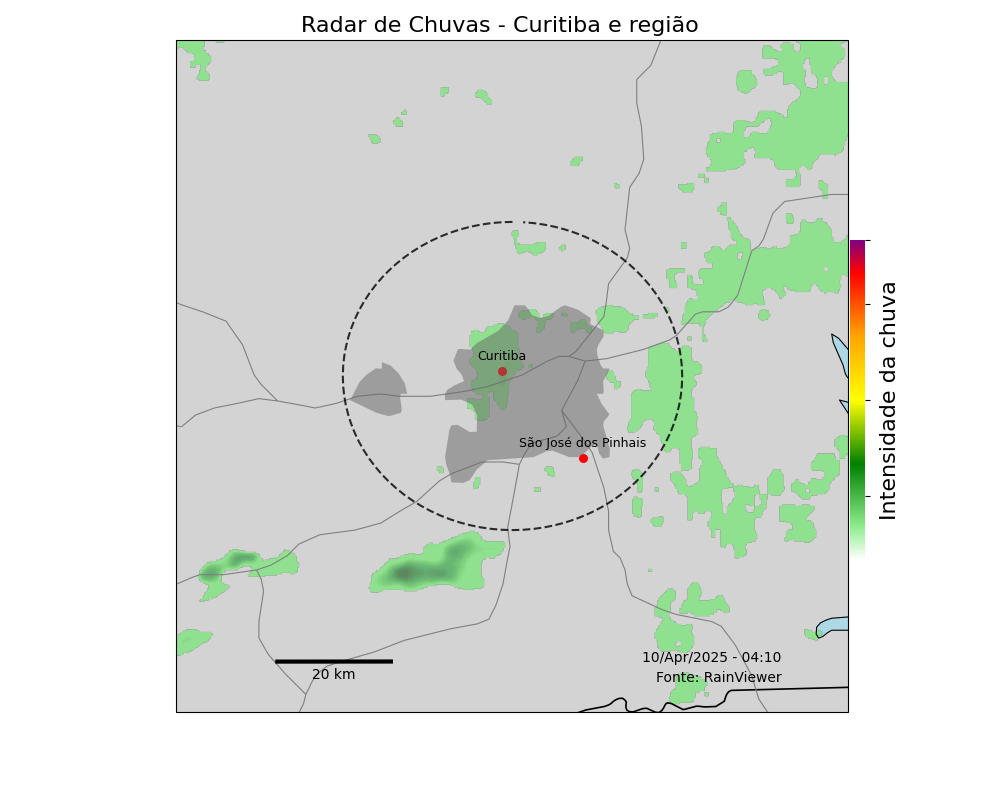 Radar de Chuvas - Curitiba e região
Curitiba
São José dos Pinhais
Intensidade da chuva
20 km
10/Apr/2025 - 04:10
Fonte: RainViewer